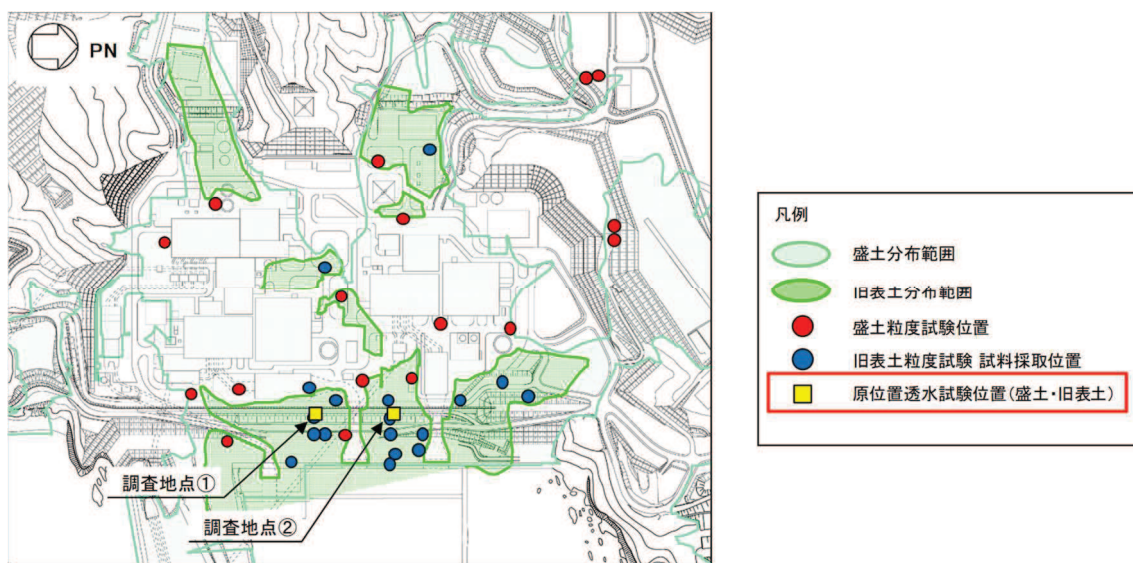 PN
調査地点①
調査地点②
凡例
盛土分布範囲
旧表土分布範囲
盛土粒度試験位置
旧表土粒度試験 試料採取位置
原位置透水試験位置(盛土・旧表土)